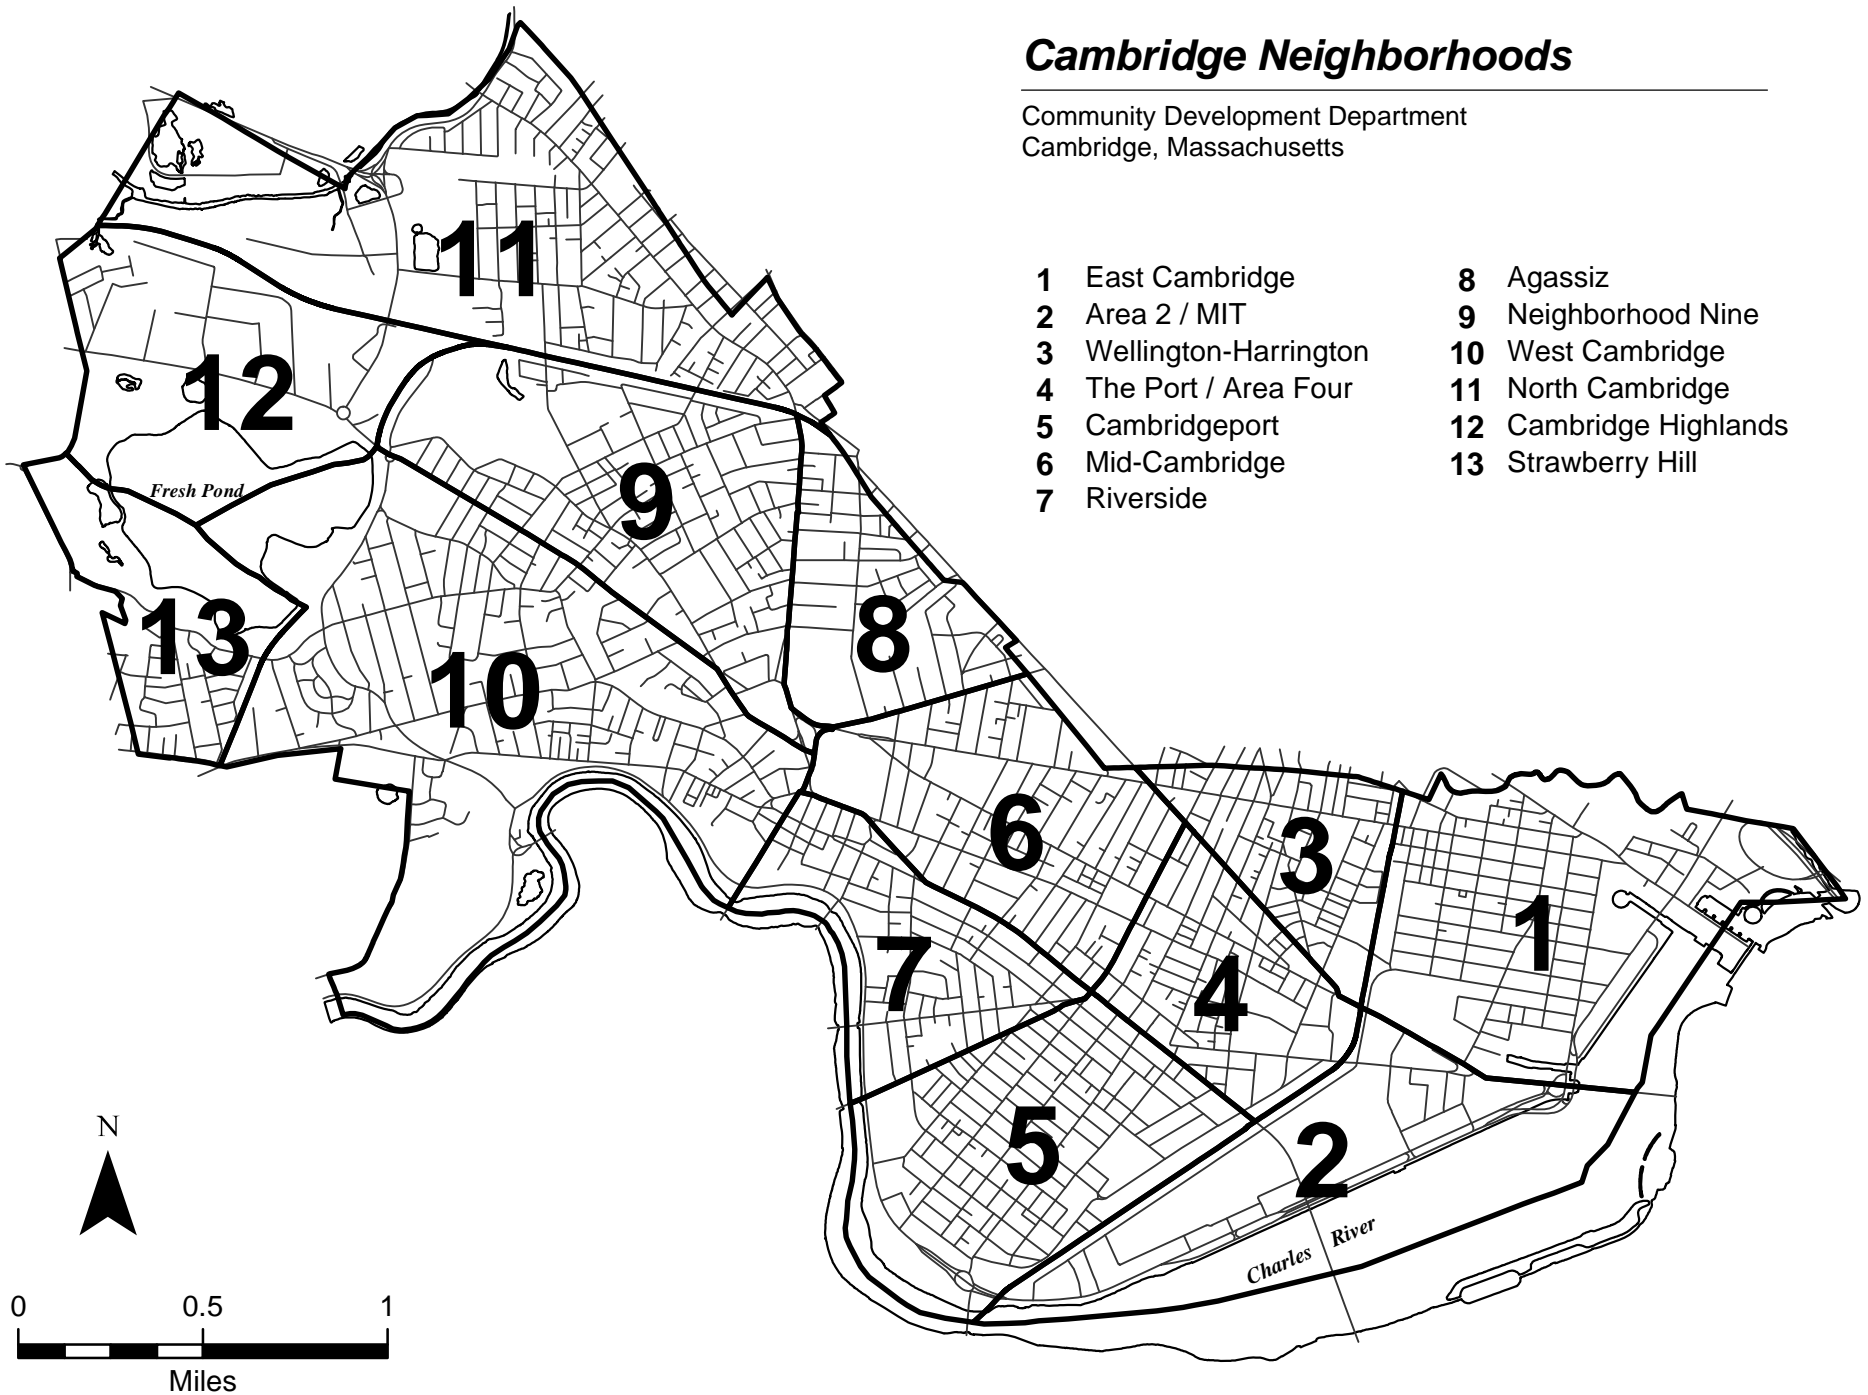 Cambridge Neighborhoods
Community Development Department
Cambridge, Massachusetts
1 East Cambridge
2 Area 2 / MIT
3 Wellington-Harrington
4 The Port / Area Four
5 Cambridgeport
6 Mid-Cambridge
7 Riverside
8 Agassiz
9 Neighborhood Nine
10 West Cambridge
11 North Cambridge
12 Cambridge Highlands
13 Strawberry Hill
11
12
9
Fresh Pond
8
13
10
6
3
1
7
4
5
2
Charles River
N
0 0.5 1
Miles